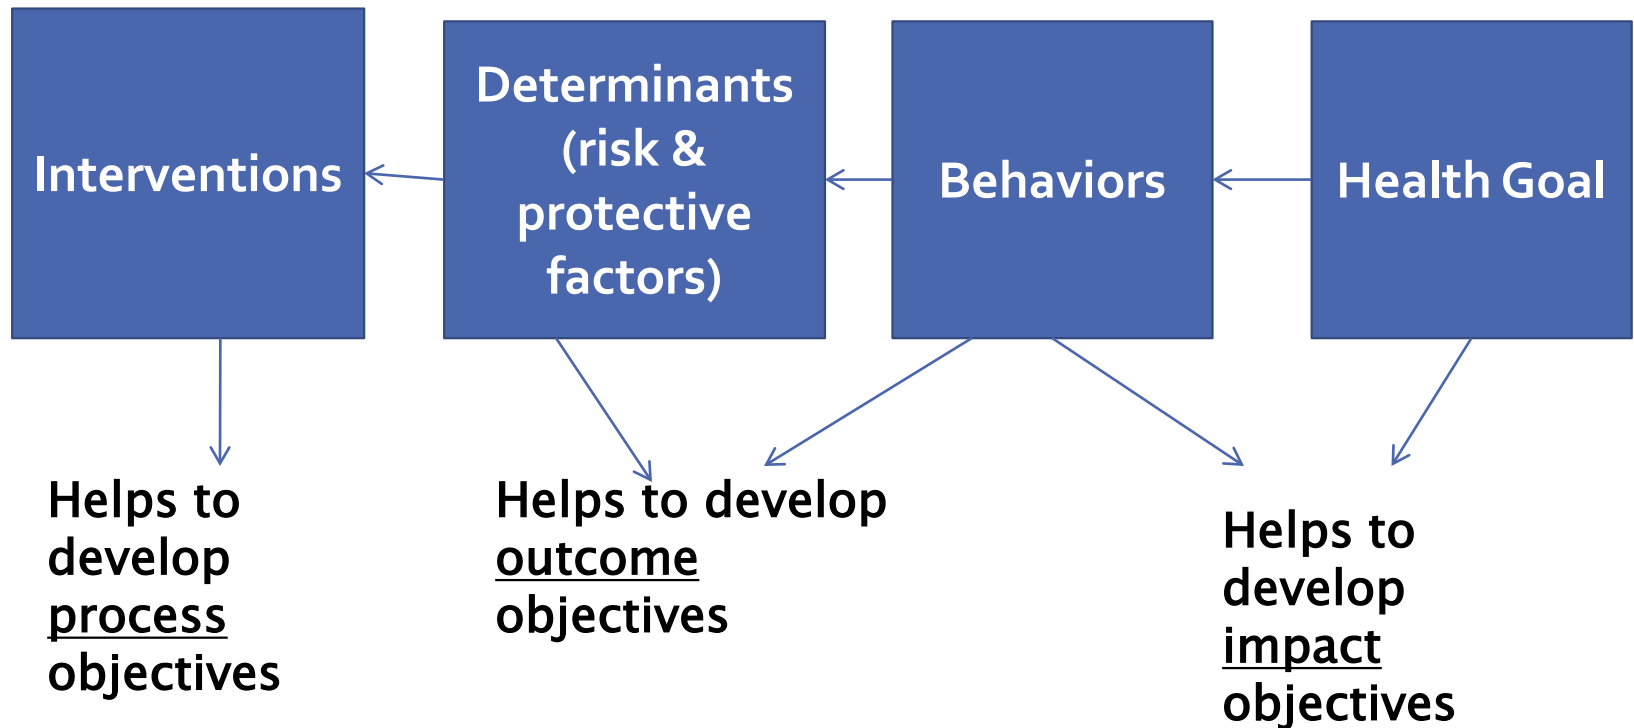 Interventions
Determinants
(risk &
protective
factors)
Behaviors
Health Goal
Helps to
develop
process
objectives
Helps to develop
outcome
objectives
Helps to
develop
impact
objectives